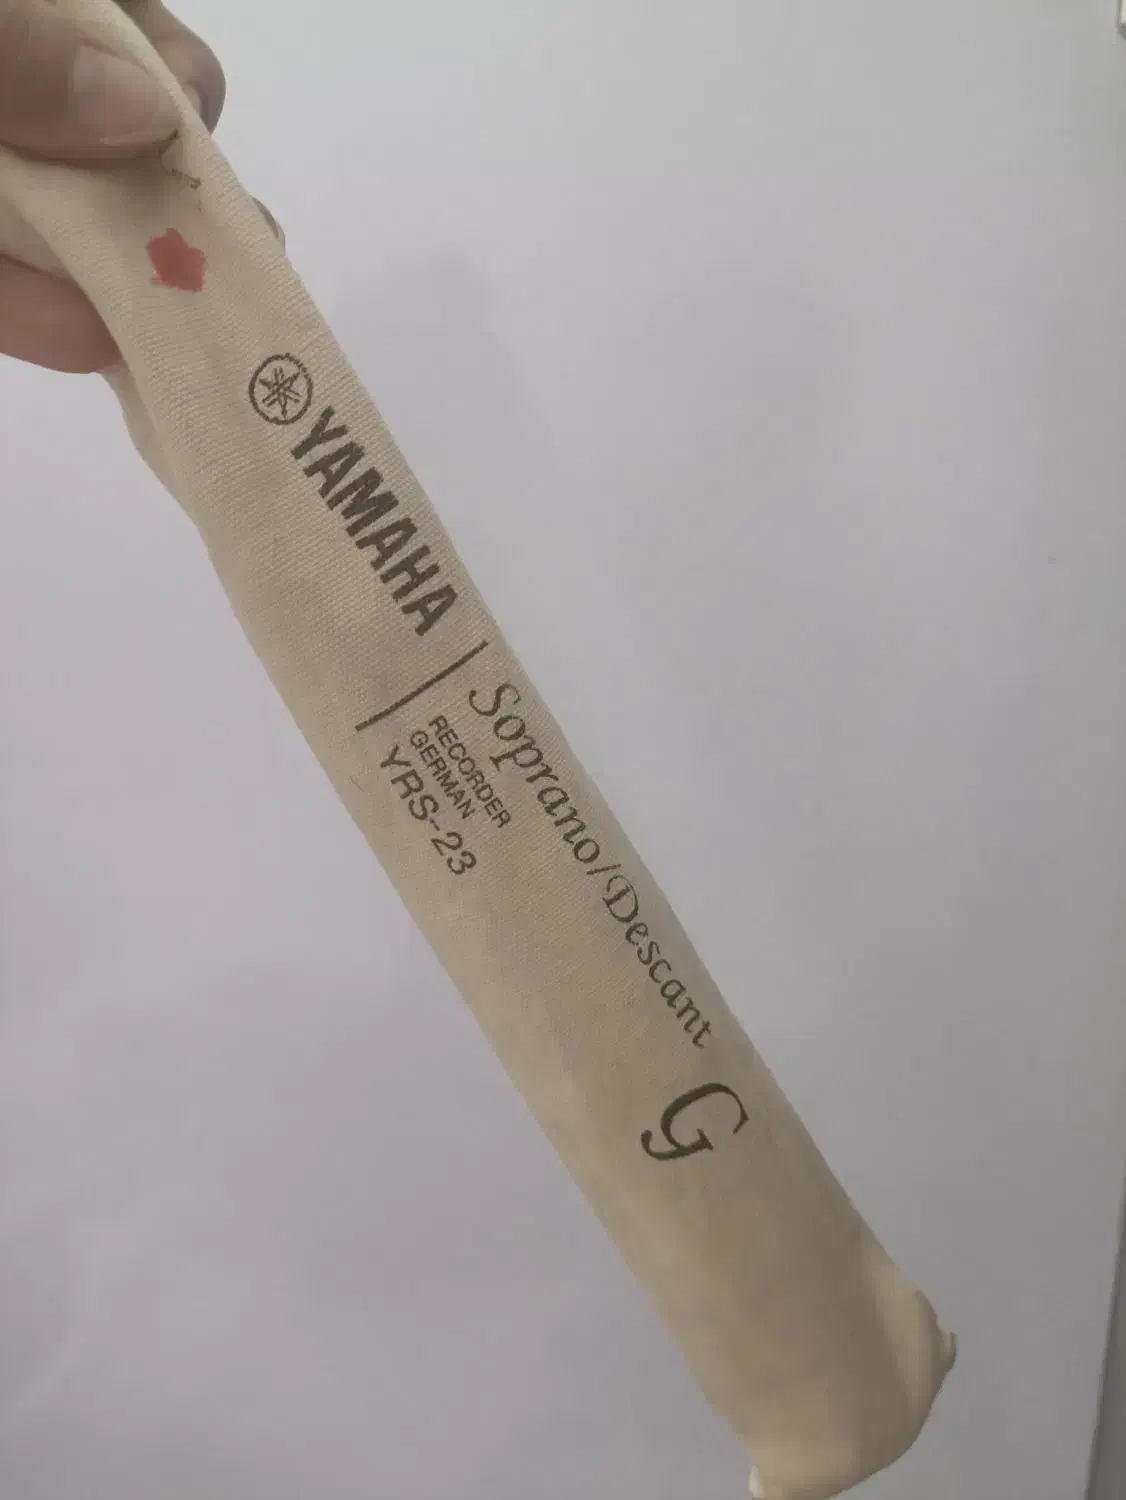 YAMAHA
Soprano/Descant
RECORDER
GERMAN
YRS-23
G